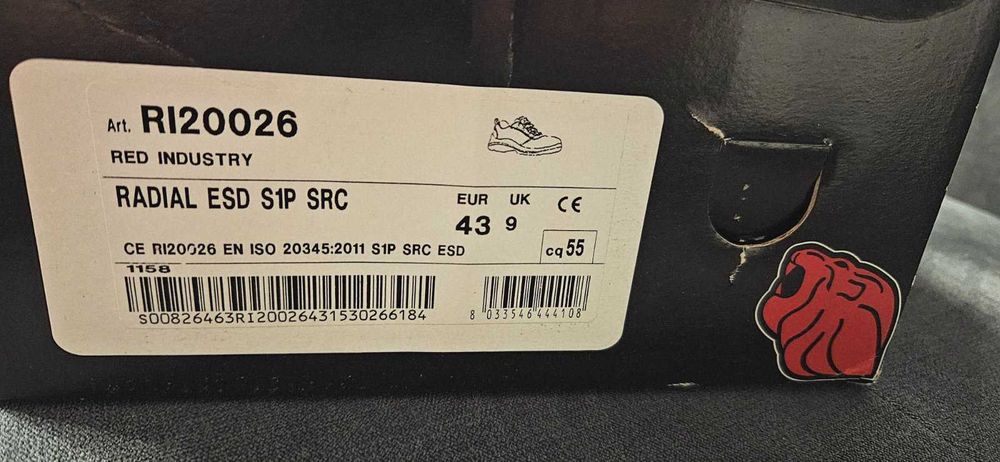 Art. RI20026
RED INDUSTRY
RADIAL ESD S1P SRC
EUR UK CE
43 9
CE RI20026 EN ISO 20345:2011 S1P SRC ESD
cq 55
1158
S00826463RI20026431530266184
8 033546 444108